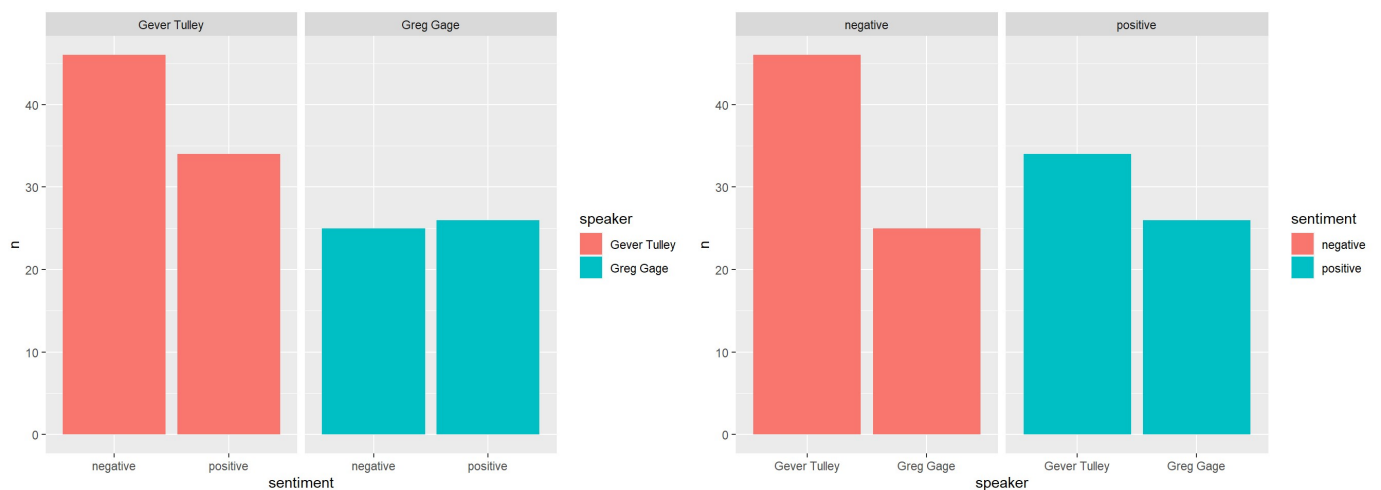 Gever Tulley Greg Gage
n
40
30
20
10
0
negative positive negative positive
sentiment
speaker
Gever Tulley
Greg Gage
negative positive
n
40
30
20
10
0
Gever Tulley Greg Gage Gever Tulley Greg Gage
speaker
sentiment
negative
positive